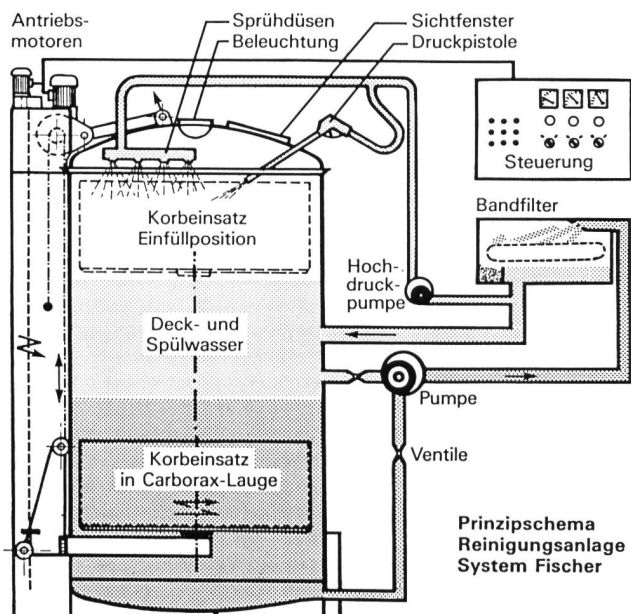 Antriebs-
motoren
Sprühdüsen
Beleuchtung
Sichtfenster
Druckpistole
Steuerung
Bandfilter
Korbeinsatz
Einfüllposition
Hoch-
druck-
pumpe
Deck- und
Spülwasser
Pumpe
Korbeinsatz
in Carborax-Lauge
Ventile
Prinzipschema
Reinigungsanlage
System Fischer